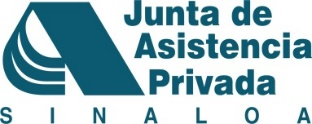 Junta de
Asistencia
Privada
SINALOA